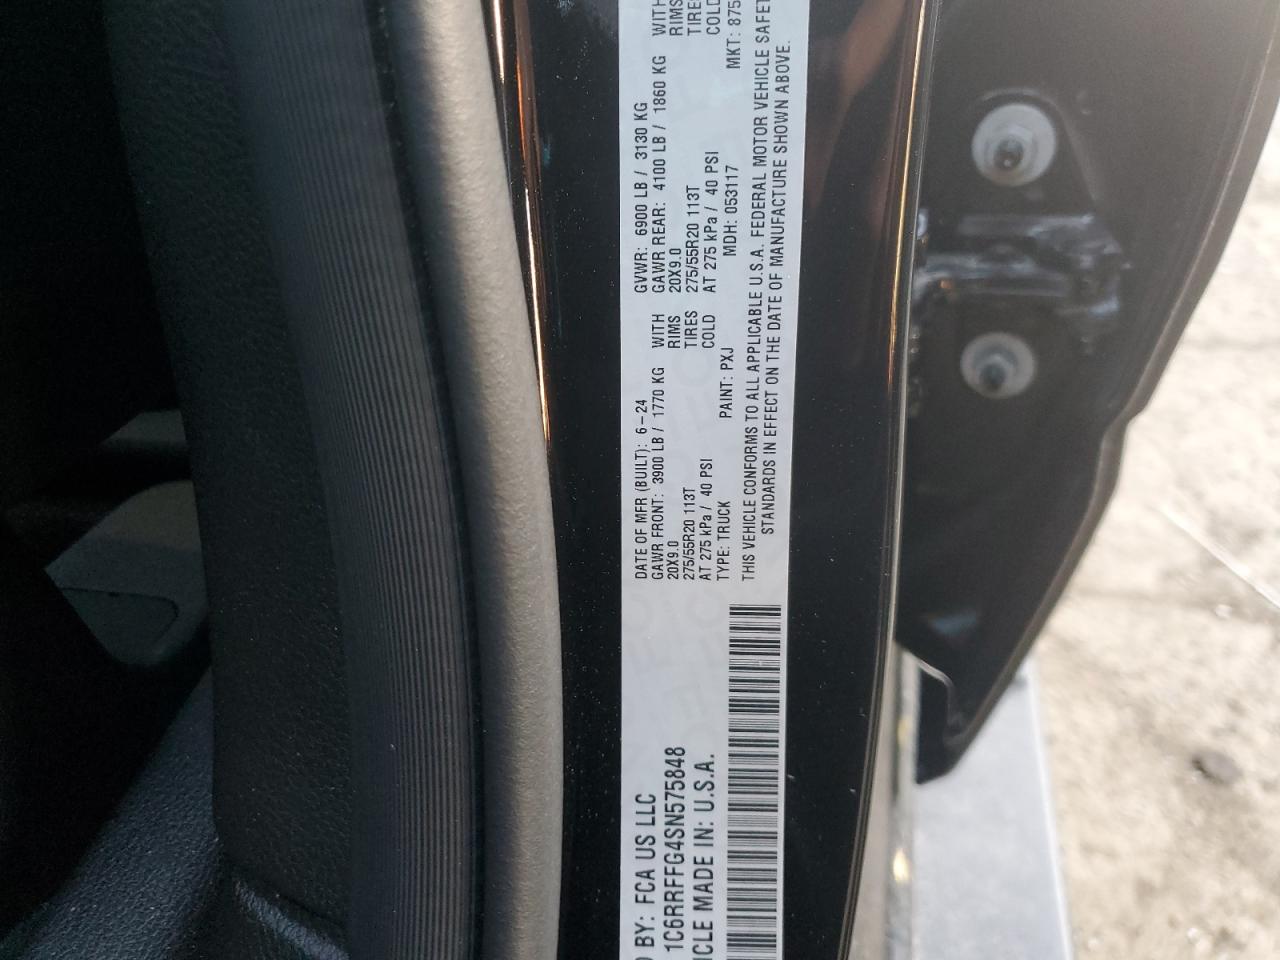 D BY: FCA US LLC
1C6RRFFG4SN575848
ICLE MADE IN: U.S.A.
DATE OF MFR (BUILT): 6-24 GVWR: 6900 LB / 3130 KG
GAWR FRONT: 3900 LB / 1770 KG WITH GAWR REAR: 4100 LB / 1860 KG WITH
20X9.0 RIMS 20X9.0 RIMS
275/55R20 113T TIRES 275/55R20 113T TIRES
AT 275 kPa / 40 PSI COLD AT 275 kPa / 40 PSI COLD
TYPE: TRUCK PAINT: PXJ MDH: 053117 MKT: 875
THIS VEHICLE CONFORMS TO ALL APPLICABLE U.S.A. FEDERAL MOTOR VEHICLE SAFET
STANDARDS IN EFFECT ON THE DATE OF MANUFACTURE SHOWN ABOVE.